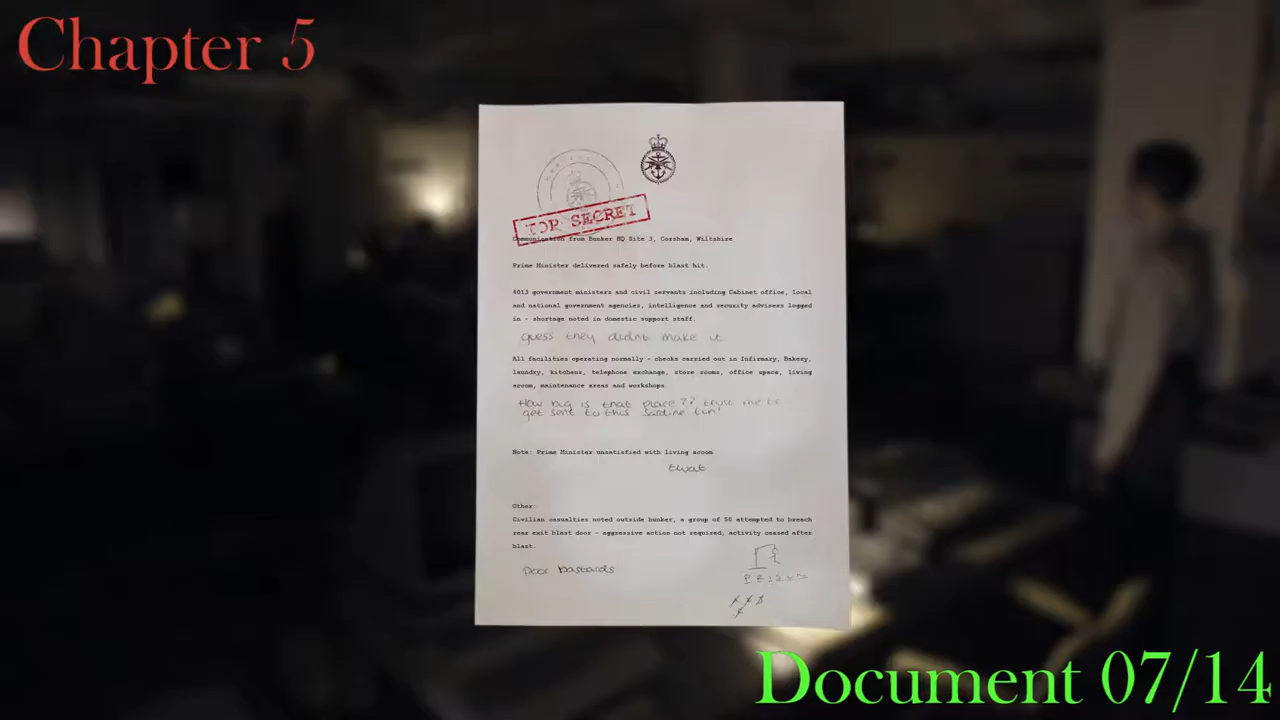 Chapter 5
TOP SECRET
Communication from Bunker HQ Site 3, Corsham, Wiltshire
Prime Minister delivered safely before blast hit.
4013 government ministers and civil servants including Cabinet office, local
and national government agencies, intelligence and security advisers logged
in - shortage noted in domestic support staff.
guess they didnt make it
All facilities operating normally - checks carried out in Infirmary, Bakery,
laundry, kitchens, telephone exchange, store rooms, office space, living
accom, maintenance areas and workshops
How big is that place?? trust me to
get sent to this sardine tin!
Note: Prime Minister unsatisfied with living accom
twat
Other:
Civilian casualties noted outside bunker, a group of 50 attempted to breach
rear exit blast door - aggressive action not required, activity ceased after
blast.
Poor bastards
Document 07/14